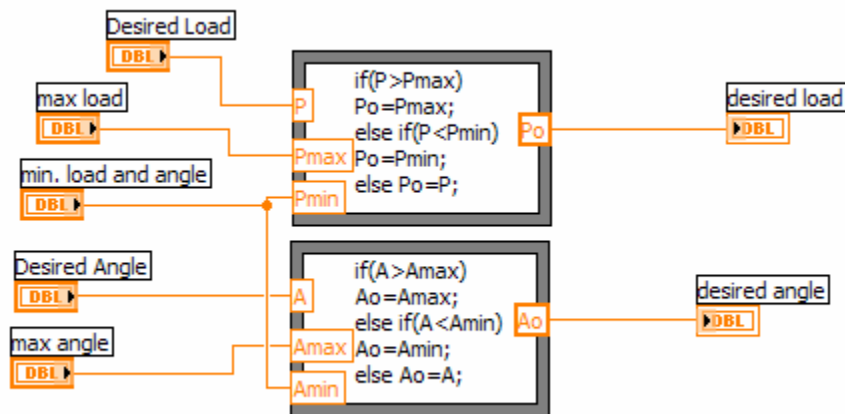 Desired Load
DBL
max load
DBL
min. load and angle
DBL
P
Pmax
Pmin
if(P>Pmax)
Po=Pmax;
else if(P<Pmin)
Po=Pmin;
else Po=P;
Po
desired load
DBL
Desired Angle
DBL
max angle
DBL
A
Amax
Amin
if(A>Amax)
Ao=Amax;
else if(A<Amin)
Ao=Amin;
else Ao=A;
Ao
desired angle
DBL